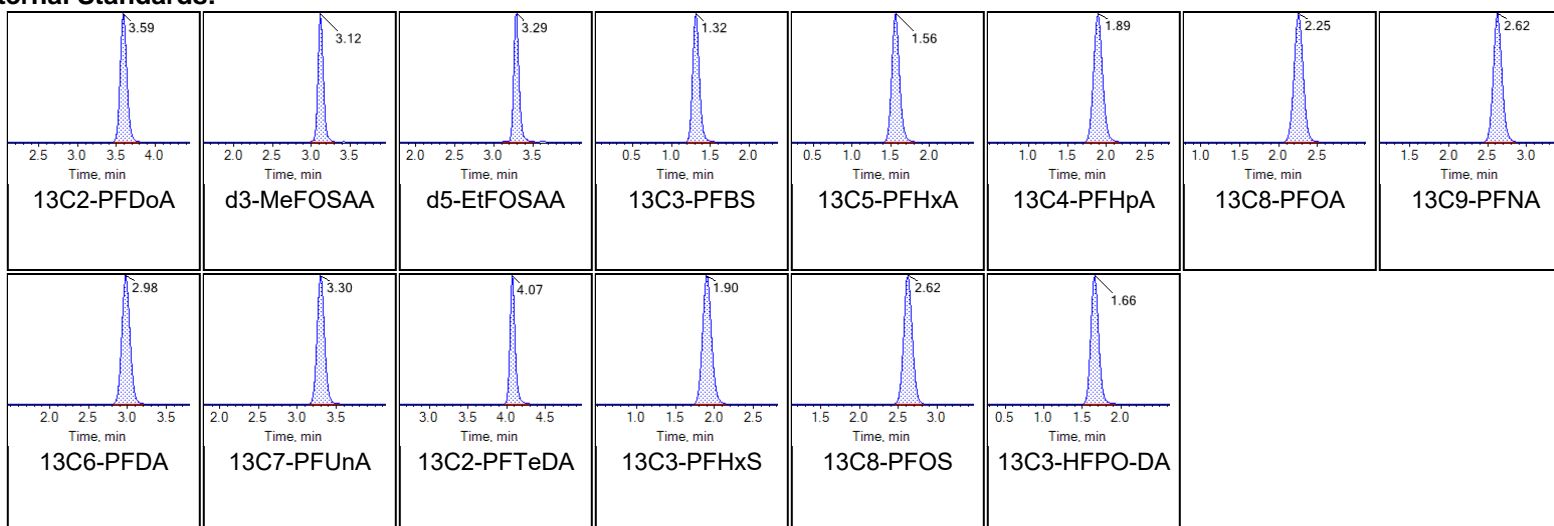 ternal Standards:
3.59
2.5 3.0 3.5 4.0
Time, min
13C2-PFDoA
3.12
2.0 2.5 3.0 3.5
Time, min
d3-MeFOSAA
3.29
2.0 2.5 3.0 3.5
Time, min
d5-EtFOSAA
1.32
0.5 1.0 1.5 2.0
Time, min
13C3-PFBS
1.56
0.5 1.0 1.5 2.0
Time, min
13C5-PFHxA
1.89
1.0 1.5 2.0 2.5
Time, min
13C4-PFHpA
2.25
1.0 1.5 2.0 2.5
Time, min
13C8-PFOA
2.62
1.5 2.0 2.5 3.0
Time, min
13C9-PFNA
2.98
2.0 2.5 3.0 3.5
Time, min
13C6-PFDA
3.30
2.0 2.5 3.0 3.5
Time, min
13C7-PFUnA
4.07
3.0 3.5 4.0 4.5
Time, min
13C2-PFTeDA
1.90
1.0 1.5 2.0 2.5
Time, min
13C3-PFHxS
2.62
1.5 2.0 2.5 3.0
Time, min
13C8-PFOS
1.66
0.5 1.0 1.5 2.0
Time, min
13C3-HFPO-DA